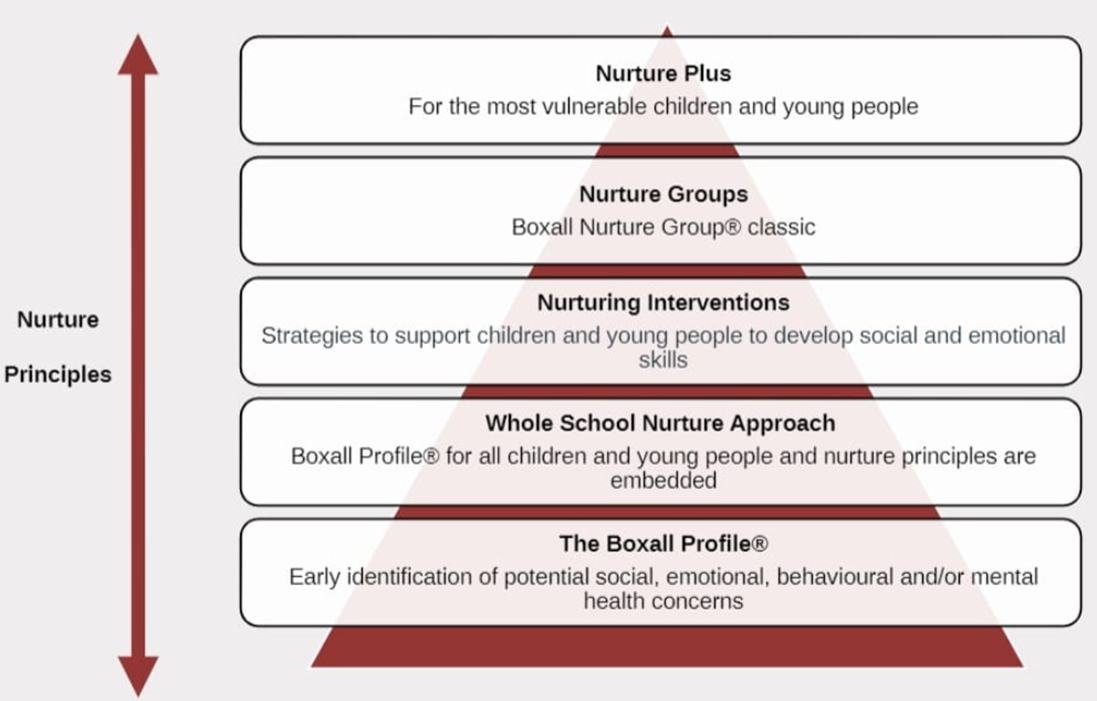 Nurture Plus
For the most vulnerable children and young people
Nurture Groups
Boxall Nurture Group® classic
Nurturing Interventions
Strategies to support children and young people to develop social and emotional
skills
Whole School Nurture Approach
Boxall Profile® for all children and young people and nurture principles are
embedded
The Boxall Profile®
Early identification of potential social, emotional, behavioural and/or mental
health concerns
Nurture
Principles